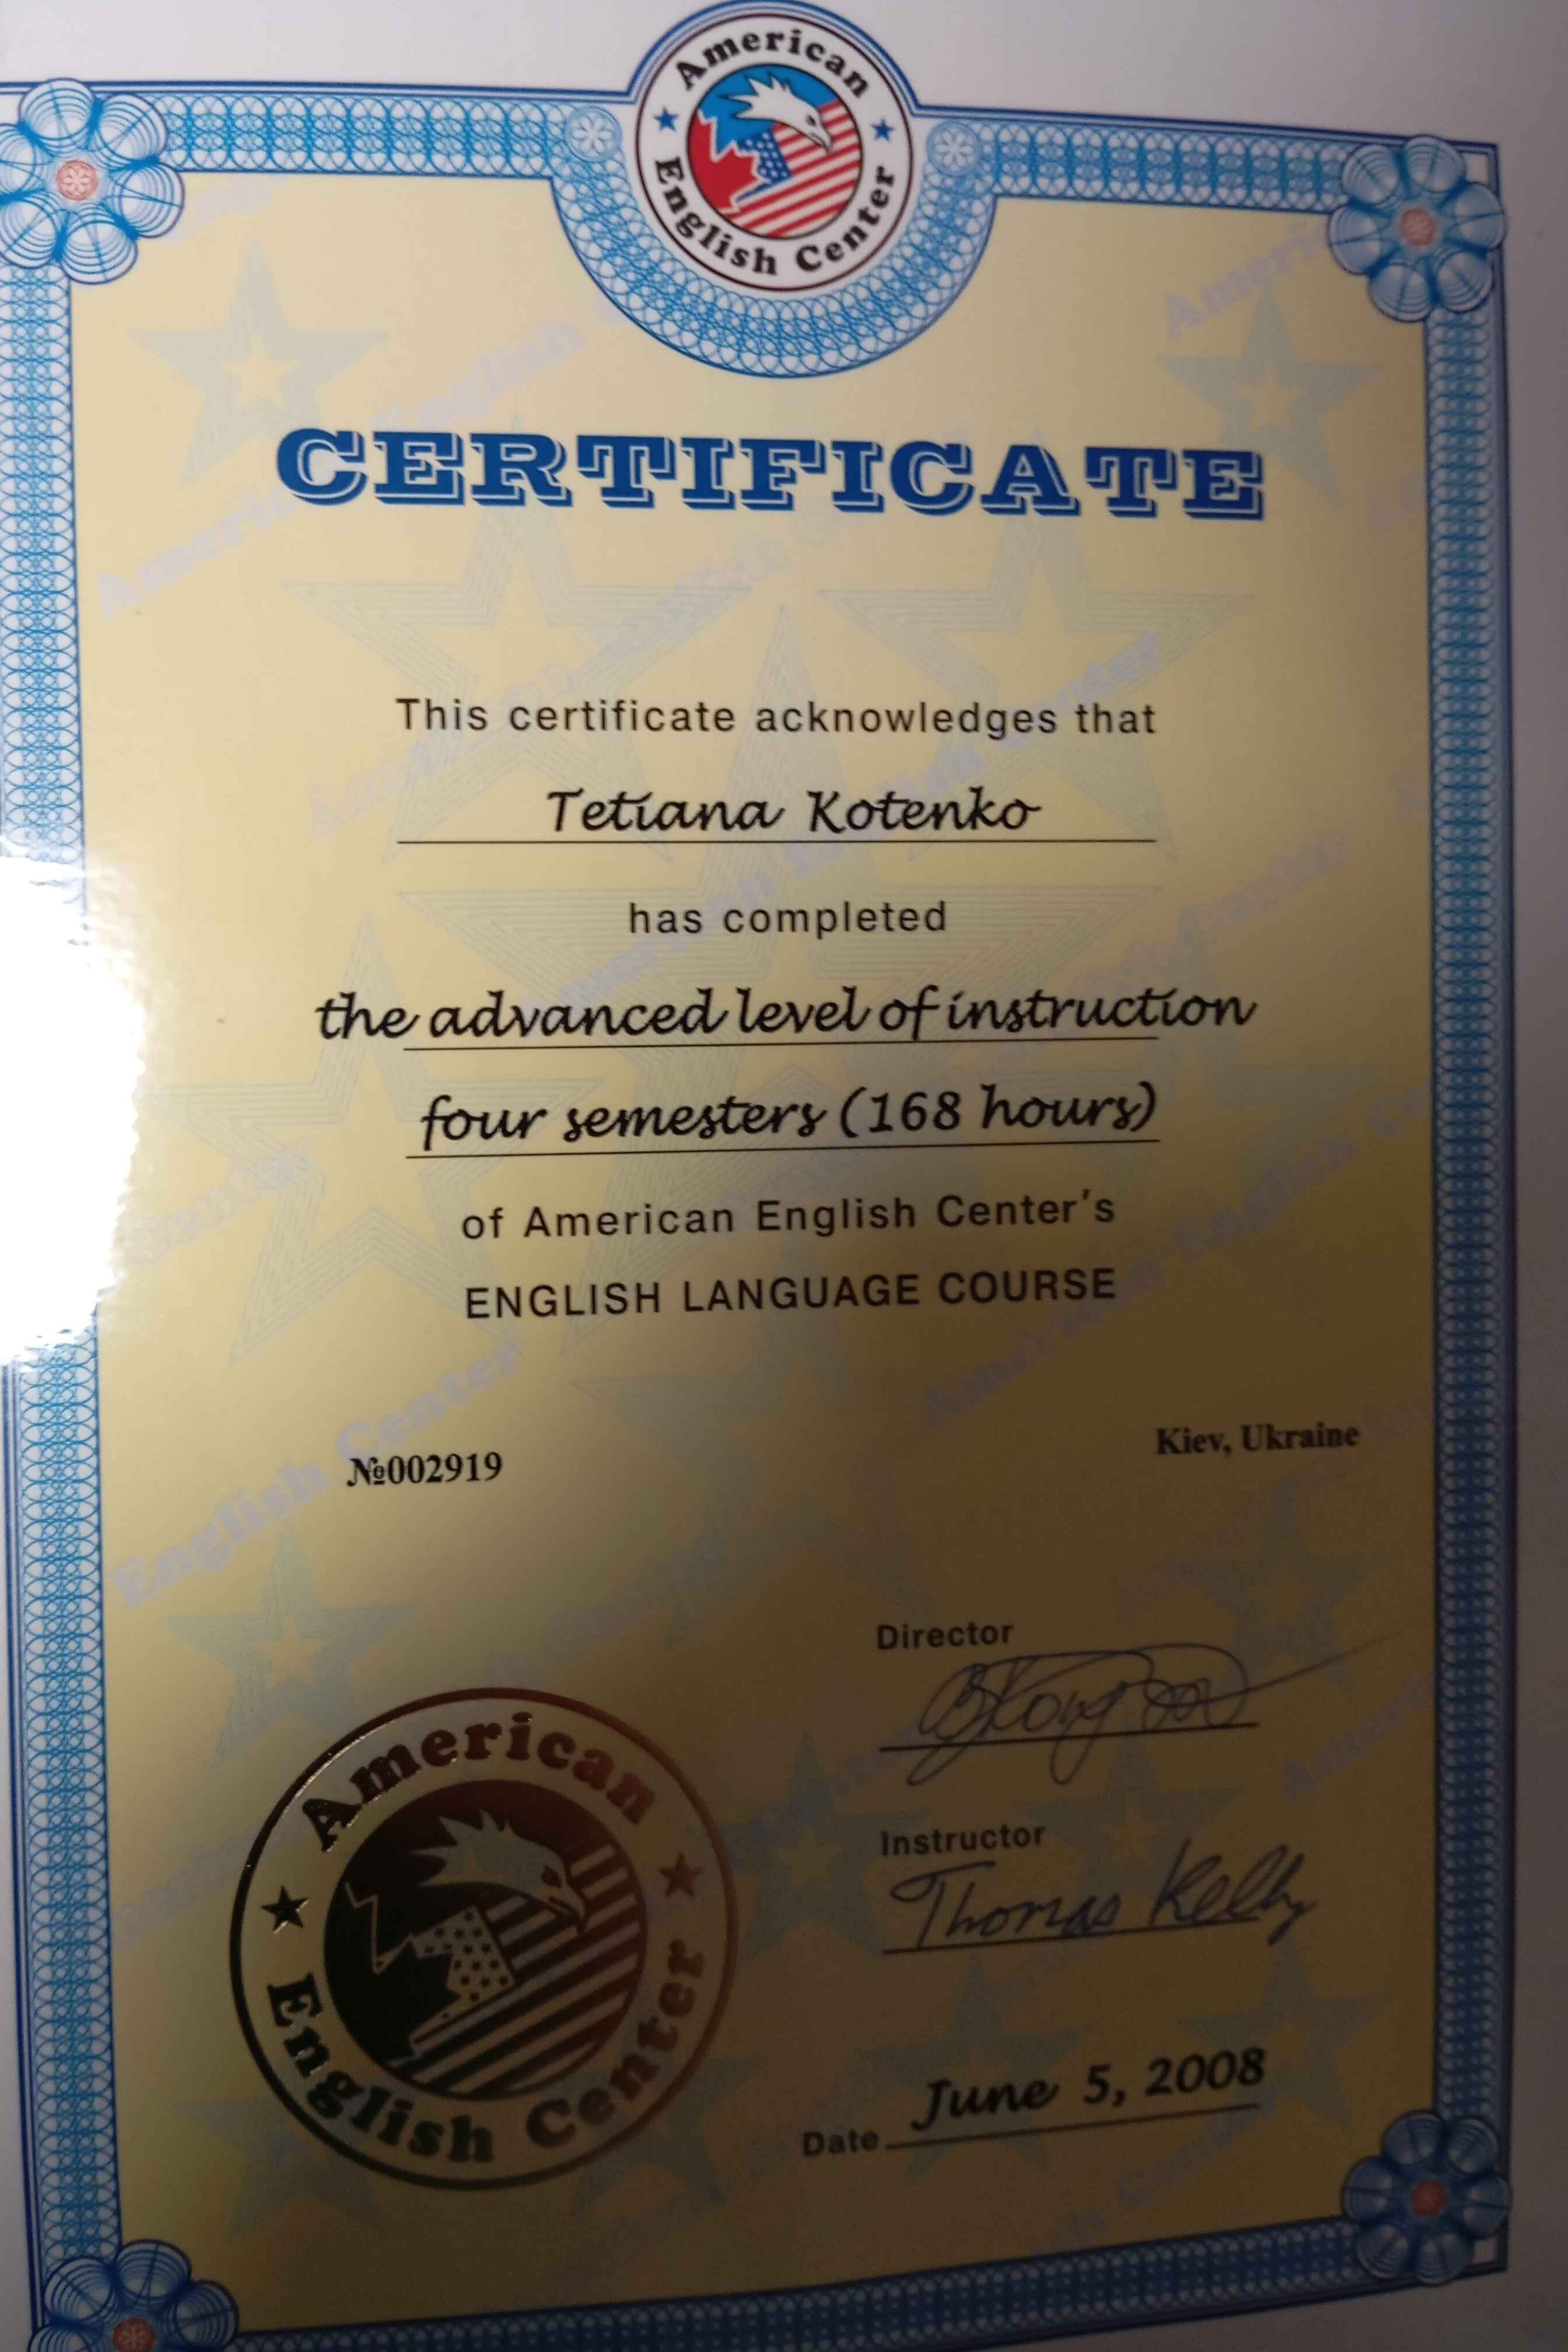 American
English Center
CERTIFICATE
This certificate acknowledges that
Tetiana Kotenko
has completed
the advanced level of instruction
four semesters (168 hours)
of American English Center's
ENGLISH LANGUAGE COURSE
№002919
Kiev, Ukraine
Director
Instructor
Thomas Kelly
American
English Center
Date June 5, 2008